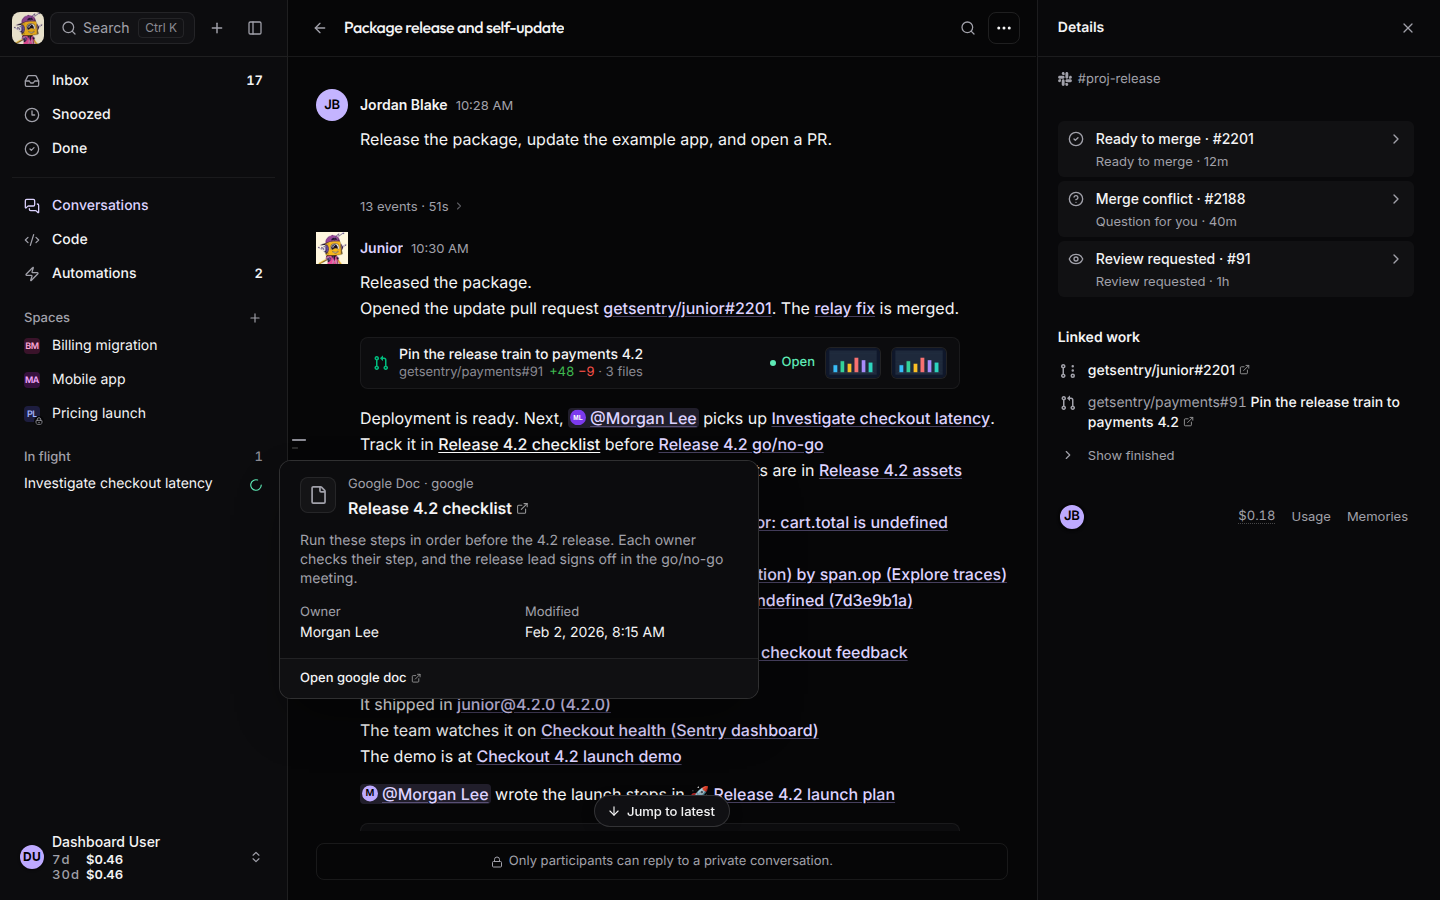 Search Ctrl K
Inbox 17
Snoozed
Done
Conversations
Code
Automations 2
Spaces
BM Billing migration
MA Mobile app
PL Pricing launch
In flight 1
Investigate checkout latency
DU Dashboard User
7d $0.46
30d $0.46
Package release and self-update
JB Jordan Blake 10:28 AM
Release the package, update the example app, and open a PR.
13 events · 51s
Junior 10:30 AM
Released the package.
Opened the update pull request getsentry/junior#2201. The relay fix is merged.
Pin the release train to payments 4.2
getsentry/payments#91 +48 −9 · 3 files
Open
Deployment is ready. Next, ML @Morgan Lee picks up Investigate checkout latency.
Track it in Release 4.2 checklist before Release 4.2 go/no-go
s are in Release 4.2 assets
or: cart.total is undefined
tion) by span.op (Explore traces)
ndefined (7d3e9b1a)
checkout feedback
Google Doc · google
Release 4.2 checklist
Run these steps in order before the 4.2 release. Each owner
checks their step, and the release lead signs off in the go/no-go
meeting.
Owner Modified
Morgan Lee Feb 2, 2026, 8:15 AM
Open google doc
It shipped in junior@4.2.0 (4.2.0)
The team watches it on Checkout health (Sentry dashboard)
The demo is at Checkout 4.2 launch demo
M @Morgan Lee wrote the launch steps in 🚀 Release 4.2 launch plan
Jump to latest
Only participants can reply to a private conversation.
Details
#proj-release
Ready to merge · #2201
Ready to merge · 12m
Merge conflict · #2188
Question for you · 40m
Review requested · #91
Review requested · 1h
Linked work
getsentry/junior#2201
getsentry/payments#91 Pin the release train to
payments 4.2
Show finished
JB $0.18 Usage Memories